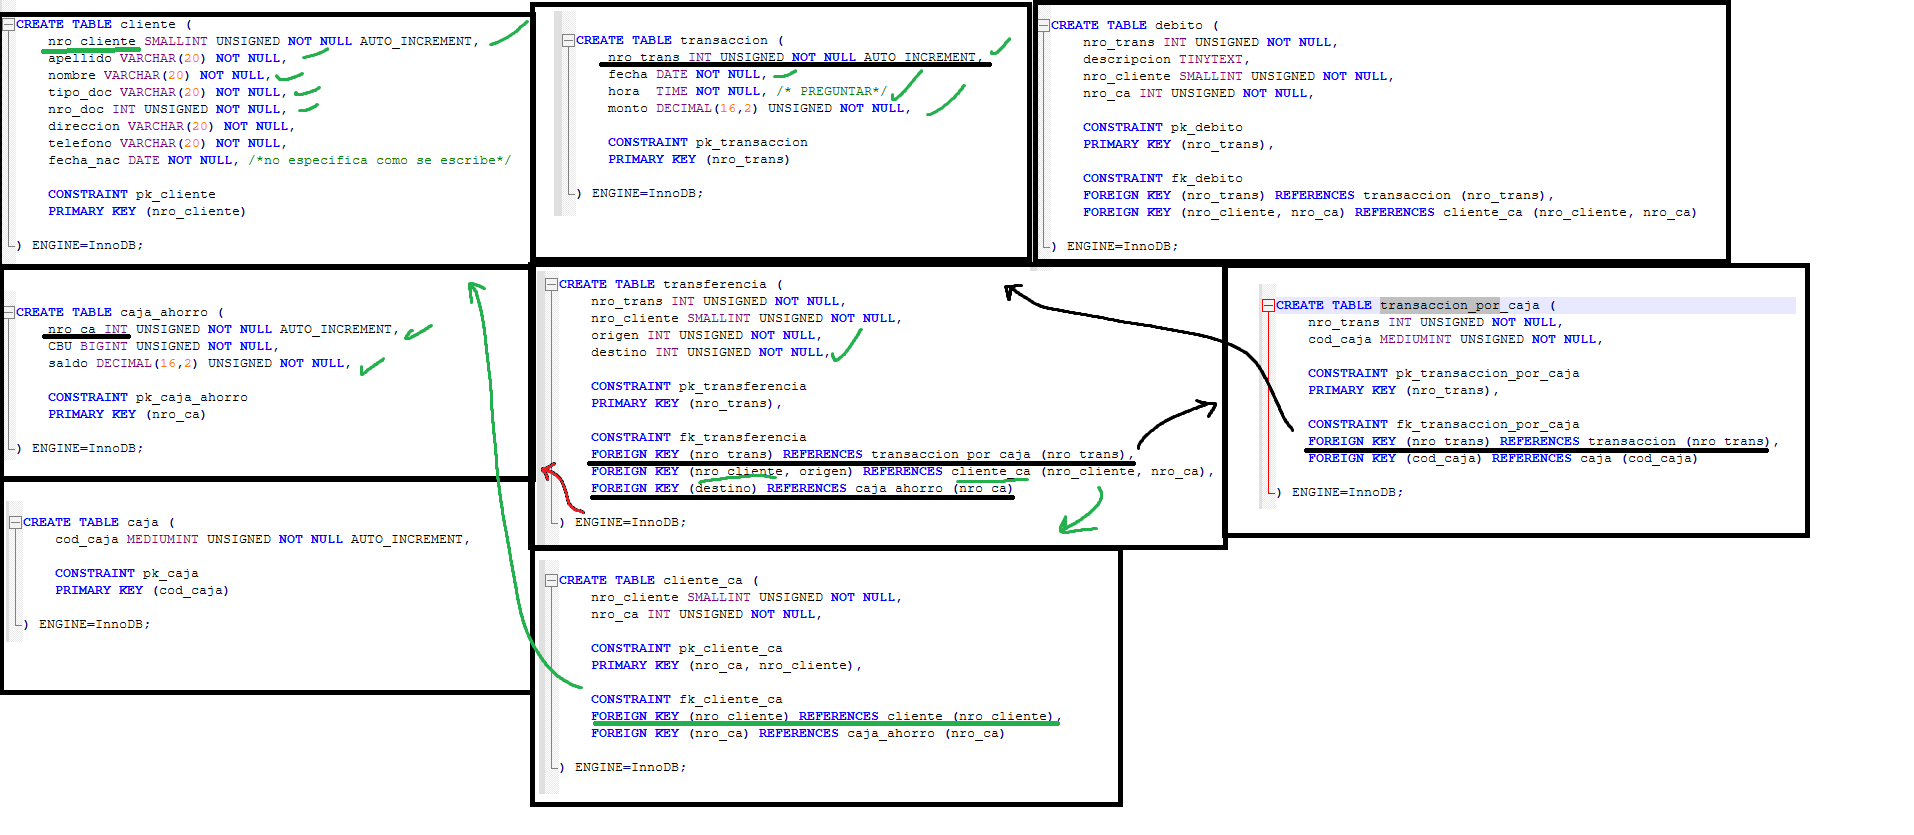 CREATE TABLE cliente (
nro_cliente SMALLINT UNSIGNED NOT NULL AUTO_INCREMENT,
apellido VARCHAR(20) NOT NULL,
nombre VARCHAR(20) NOT NULL,
tipo_doc VARCHAR(20) NOT NULL,
nro_doc INT UNSIGNED NOT NULL,
direccion VARCHAR(20) NOT NULL,
telefono VARCHAR(20) NOT NULL,
fecha_nac DATE NOT NULL, /*no especifica como se escribe*/
CONSTRAINT pk_cliente
PRIMARY KEY (nro_cliente)
) ENGINE=InnoDB;
CREATE TABLE transaccion (
nro_trans INT UNSIGNED NOT NULL AUTO_INCREMENT,
fecha DATE NOT NULL,
hora  TIME NOT NULL, /* PREGUNTAR*/
monto DECIMAL(16,2) UNSIGNED NOT NULL,
CONSTRAINT pk_transaccion
PRIMARY KEY (nro_trans)
) ENGINE=InnoDB;
CREATE TABLE debito (
nro_trans INT UNSIGNED NOT NULL,
descripcion TINYTEXT,
nro_cliente SMALLINT UNSIGNED NOT NULL,
nro_ca INT UNSIGNED NOT NULL,
CONSTRAINT pk_debito
PRIMARY KEY (nro_trans),
CONSTRAINT fk_debito
FOREIGN KEY (nro_trans) REFERENCES transaccion (nro_trans),
FOREIGN KEY (nro_cliente, nro_ca) REFERENCES cliente_ca (nro_cliente, nro_ca)
) ENGINE=InnoDB;
CREATE TABLE caja_ahorro (
nro_ca INT UNSIGNED NOT NULL AUTO_INCREMENT,
CBU BIGINT UNSIGNED NOT NULL,
saldo DECIMAL(16,2) UNSIGNED NOT NULL,
CONSTRAINT pk_caja_ahorro
PRIMARY KEY (nro_ca)
) ENGINE=InnoDB;
CREATE TABLE transferencia (
nro_trans INT UNSIGNED NOT NULL,
nro_cliente SMALLINT UNSIGNED NOT NULL,
origen INT UNSIGNED NOT NULL,
destino INT UNSIGNED NOT NULL,
CONSTRAINT pk_transferencia
PRIMARY KEY (nro_trans),
CONSTRAINT fk_transferencia
FOREIGN KEY (nro_trans) REFERENCES transaccion_por_caja (nro_trans),
FOREIGN KEY (nro_cliente, origen) REFERENCES cliente_ca (nro_cliente, nro_ca),
FOREIGN KEY (destino) REFERENCES caja_ahorro (nro_ca)
) ENGINE=InnoDB;
CREATE TABLE transaccion_por_caja (
nro_trans INT UNSIGNED NOT NULL,
cod_caja MEDIUMINT UNSIGNED NOT NULL,
CONSTRAINT pk_transaccion_por_caja
PRIMARY KEY (nro_trans),
CONSTRAINT fk_transaccion_por_caja
FOREIGN KEY (nro_trans) REFERENCES transaccion (nro_trans),
FOREIGN KEY (cod_caja) REFERENCES caja (cod_caja)
) ENGINE=InnoDB;
CREATE TABLE caja (
cod_caja MEDIUMINT UNSIGNED NOT NULL AUTO_INCREMENT,
CONSTRAINT pk_caja
PRIMARY KEY (cod_caja)
) ENGINE=InnoDB;
CREATE TABLE cliente_ca (
nro_cliente SMALLINT UNSIGNED NOT NULL,
nro_ca INT UNSIGNED NOT NULL,
CONSTRAINT pk_cliente_ca
PRIMARY KEY (nro_ca, nro_cliente),
CONSTRAINT fk_cliente_ca
FOREIGN KEY (nro_cliente) REFERENCES cliente (nro_cliente),
FOREIGN KEY (nro_ca) REFERENCES caja_ahorro (nro_ca)
) ENGINE=InnoDB;